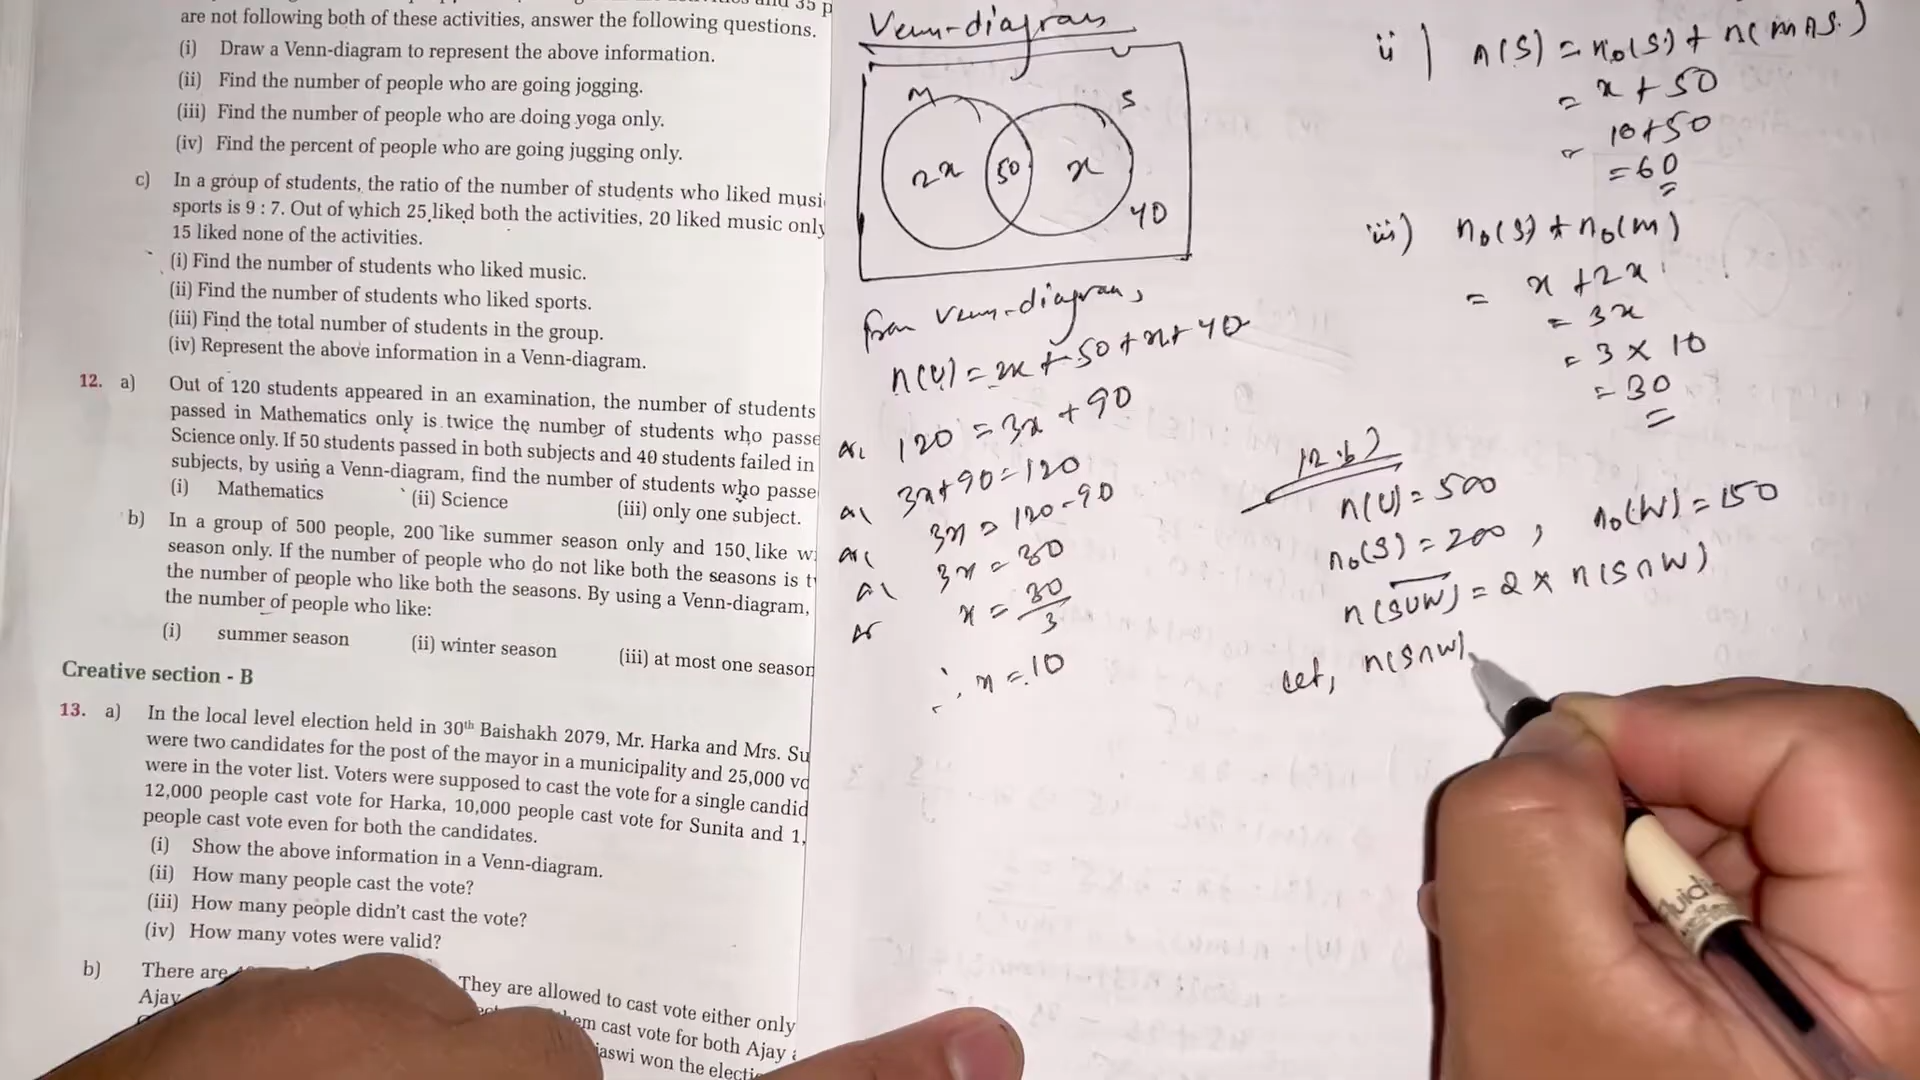 35 p
are not following both of these activities, answer the following questions.
(i) Draw a Venn-diagram to represent the above information.
(ii) Find the number of people who are going jogging.
(iii) Find the number of people who are doing yoga only.
(iv) Find the percent of people who are going jugging only.
c) In a group of students, the ratio of the number of students who liked musi
sports is 9 : 7. Out of which 25 liked both the activities, 20 liked music only
15 liked none of the activities.
(i) Find the number of students who liked music.
(ii) Find the number of students who liked sports.
(iii) Find the total number of students in the group.
(iv) Represent the above information in a Venn-diagram.
12. a) Out of 120 students appeared in an examination, the number of students
passed in Mathematics only is twice the number of students who passe
Science only. If 50 students passed in both subjects and 40 students failed in
subjects, by using a Venn-diagram, find the number of students who passe
(i) Mathematics (ii) Science (iii) only one subject.
b) In a group of 500 people, 200 like summer season only and 150 like w
season only. If the number of people who do not like both the seasons is t
the number of people who like both the seasons. By using a Venn-diagram,
the number of people who like:
(i) summer season (ii) winter season (iii) at most one season
Creative section - B
13. a) In the local level election held in 30th Baishakh 2079, Mr. Harka and Mrs. Su
were two candidates for the post of the mayor in a municipality and 25,000 vo
were in the voter list. Voters were supposed to cast the vote for a single candid
12,000 people cast vote for Harka, 10,000 people cast vote for Sunita and 1,
people cast vote even for both the candidates.
(i) Show the above information in a Venn-diagram.
(ii) How many people cast the vote?
(iii) How many people didn't cast the vote?
(iv) How many votes were valid?
b) There are
They are allowed to cast vote either only
Ajay
em cast vote for both Ajay
jaswi won the electi
Venn-diagram
M S
2x 50 x
40
from Venn-diagram,
n(U) = 2x + 50 + x + 40
or, 120 = 3x + 90
or, 3x + 90 = 120
or, 3x = 120 - 90
or, 3x = 30
or x = 30/3
∴ x = 10
ii) n(S) = n₀(S) + n(M∩S)
= x + 50
= 10 + 50
= 60
iii) n₀(S) + n₀(M)
= x + 2x
= 3x
= 3 × 10
= 30
12.b)
n(U) = 500
n₀(S) = 200, n₀(W) = 150
n(S̅U̅W̅) = 2 × n(S∩W)
Let, n(S∩W)